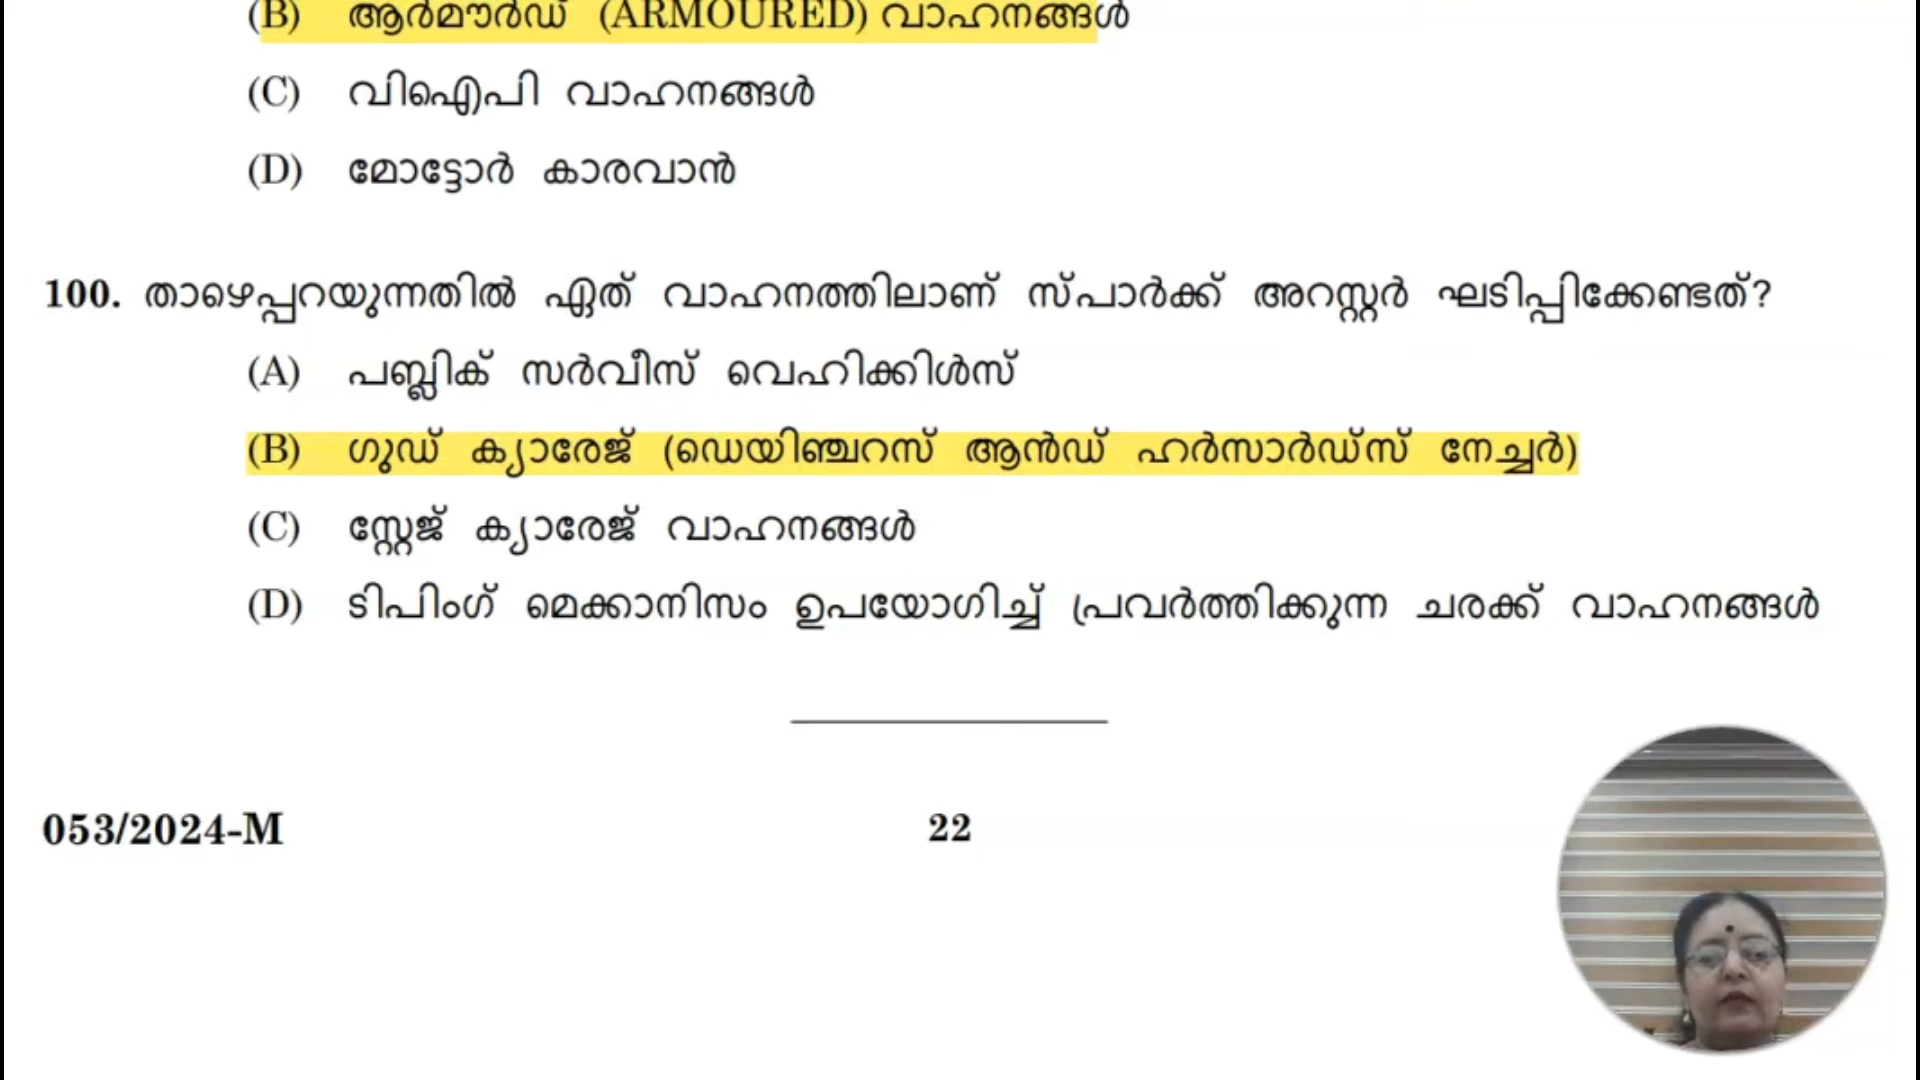 (B) ആർമൗർഡ് (ARMOURED) വാഹനങ്ങൾ
(C) വിഐപി വാഹനങ്ങൾ
(D) മോട്ടോർ കാരവാൻ
100. താഴെപ്പറയുന്നതിൽ ഏത് വാഹനത്തിലാണ് സ്പാർക്ക് അറസ്റ്റർ ഘടിപ്പിക്കേണ്ടത്?
(A) പബ്ലിക് സർവീസ് വെഹിക്കിൾസ്
(B) ഗുഡ് ക്യാരേജ് (ഡെയിഞ്ചറസ് ആൻഡ് ഹർസാർഡ്സ് നേച്ചർ)
(C) സ്റ്റേജ് ക്യാരേജ് വാഹനങ്ങൾ
(D) ടിപിംഗ് മെക്കാനിസം ഉപയോഗിച്ച് പ്രവർത്തിക്കുന്ന ചരക്ക് വാഹനങ്ങൾ
053/2024-M 22